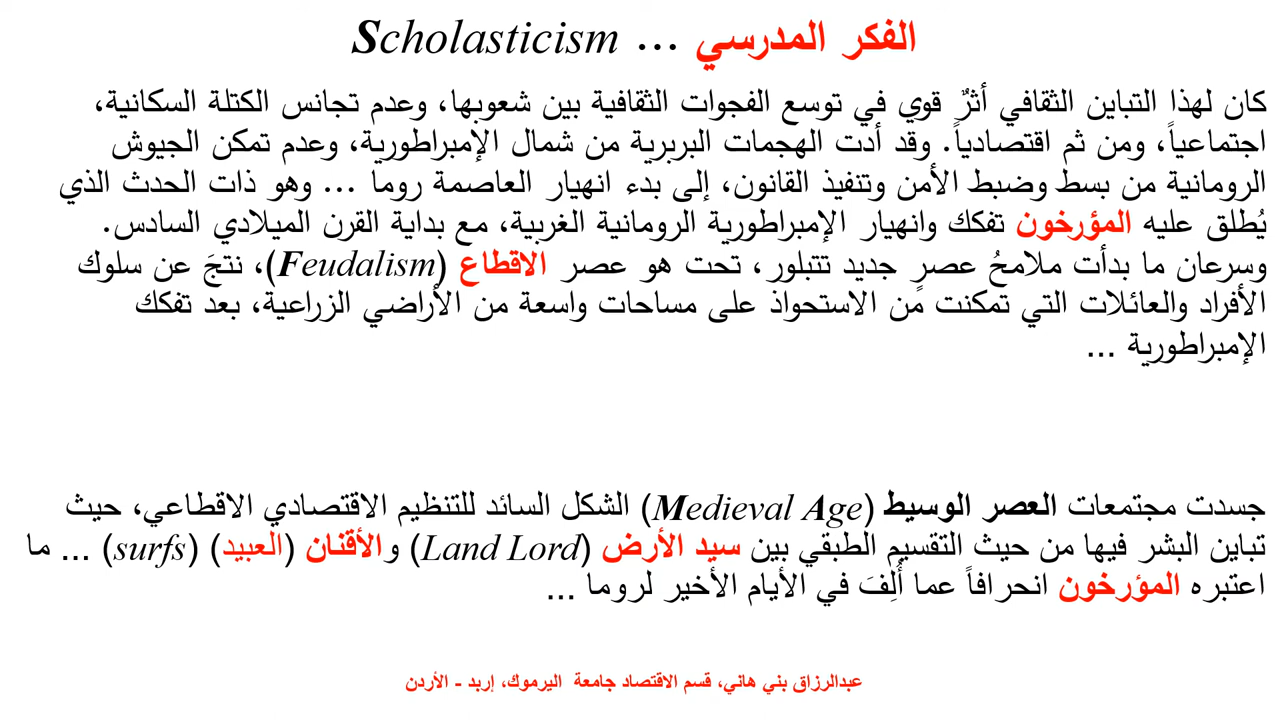 الفكر المدرسي ... Scholasticism
كان لهذا التباين الثقافي أثرٌ قوي في توسع الفجوات الثقافية بين شعوبها، وعدم تجانس الكتلة السكانية،
اجتماعياً، ومن ثم اقتصادياً. وقد أدت الهجمات البربرية من شمال الإمبراطورية، وعدم تمكن الجيوش
الرومانية من بسط وضبط الأمن وتنفيذ القانون، إلى بدء انهيار العاصمة روما ... وهو ذات الحدث الذي
يُطلق عليه المؤرخون تفكك وانهيار الإمبراطورية الرومانية الغربية، مع بداية القرن الميلادي السادس.
وسرعان ما بدأت ملامحُ عصرٍ جديد تتبلور، تحت هو عصر الاقطاع (Feudalism)، نتجَ عن سلوك
الأفراد والعائلات التي تمكنت من الاستحواذ على مساحات واسعة من الأراضي الزراعية، بعد تفكك
الإمبراطورية ...
جسدت مجتمعات العصر الوسيط (Medieval Age) الشكل السائد للتنظيم الاقتصادي الاقطاعي، حيث
تباين البشر فيها من حيث التقسيم الطبقي بين سيد الأرض (Land Lord) والأقنان (العبيد) (surfs) ... ما
اعتبره المؤرخون انحرافاً عما أُلِفَ في الأيام الأخير لروما ...
عبدالرزاق بني هاني، قسم الاقتصاد جامعة اليرموك، إربد - الأردن